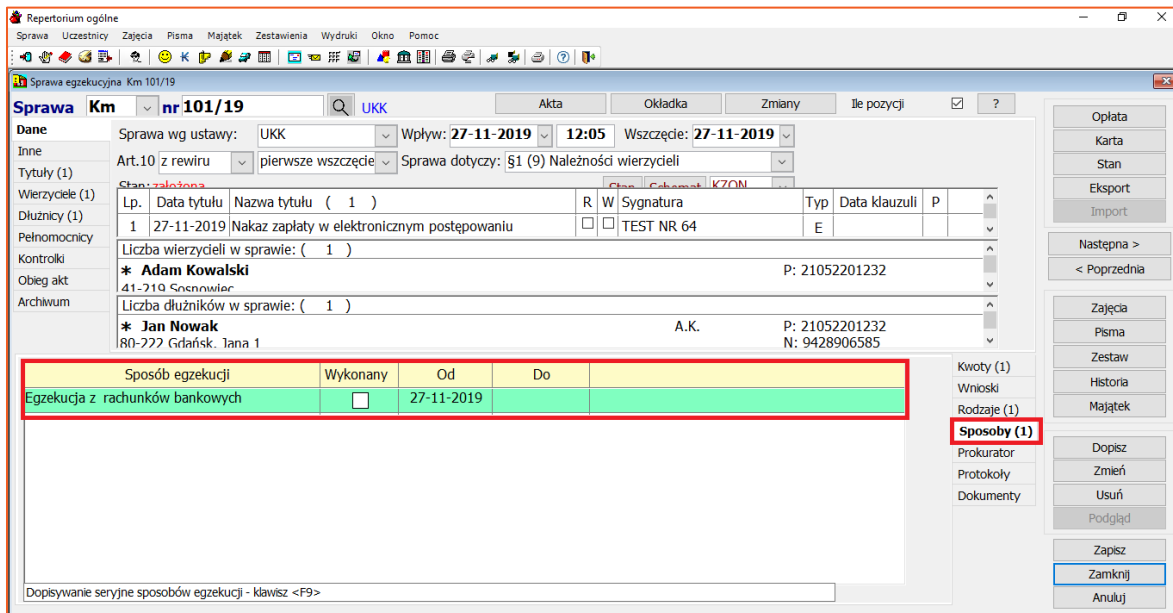 Repertorium ogólne
Sprawa Uczestnicy Zajęcia Pisma Majątek Zestawienia Wydruki Okno Pomoc
Sprawa egzekucyjna Km 101/19
Sprawa Km nr 101/19 UKK Akta Okładka Zmiany Ile pozycji ?
Dane
Inne
Tytuły (1)
Wierzyciele (1)
Dłużnicy (1)
Pełnomocnicy
Kontrolki
Obieg akt
Archiwum
Sprawa wg ustawy: UKK Wpływ: 27-11-2019 12:05 Wszczęcie: 27-11-2019
Art.10 z rewiru pierwsze wszczęcie Sprawa dotyczy: §1 (9) Należności wierzycieli
Stan: założona Stan Schemat KZON
Lp. Data tytułu Nazwa tytułu ( 1 ) R W Sygnatura Typ Data klauzuli P
1 27-11-2019 Nakaz zapłaty w elektronicznym postępowaniu TEST NR 64 E
Liczba wierzycieli w sprawie: ( 1 )
* Adam Kowalski P: 21052201232
41-219 Sosnowiec
Liczba dłużników w sprawie: ( 1 )
* Jan Nowak A.K. P: 21052201232
80-222 Gdańsk, Jana 1 N: 9428906585
Sposób egzekucji Wykonany Od Do
Egzekucja z rachunków bankowych 27-11-2019
Dopisywanie seryjne sposobów egzekucji - klawisz <F9>
Kwoty (1)
Wnioski
Rodzaje (1)
Sposoby (1)
Prokurator
Protokoły
Dokumenty
Opłata
Karta
Stan
Eksport
Import
Następna >
< Poprzednia
Zajęcia
Pisma
Zestaw
Historia
Majątek
Dopisz
Zmień
Usuń
Podgląd
Zapisz
Zamknij
Anuluj